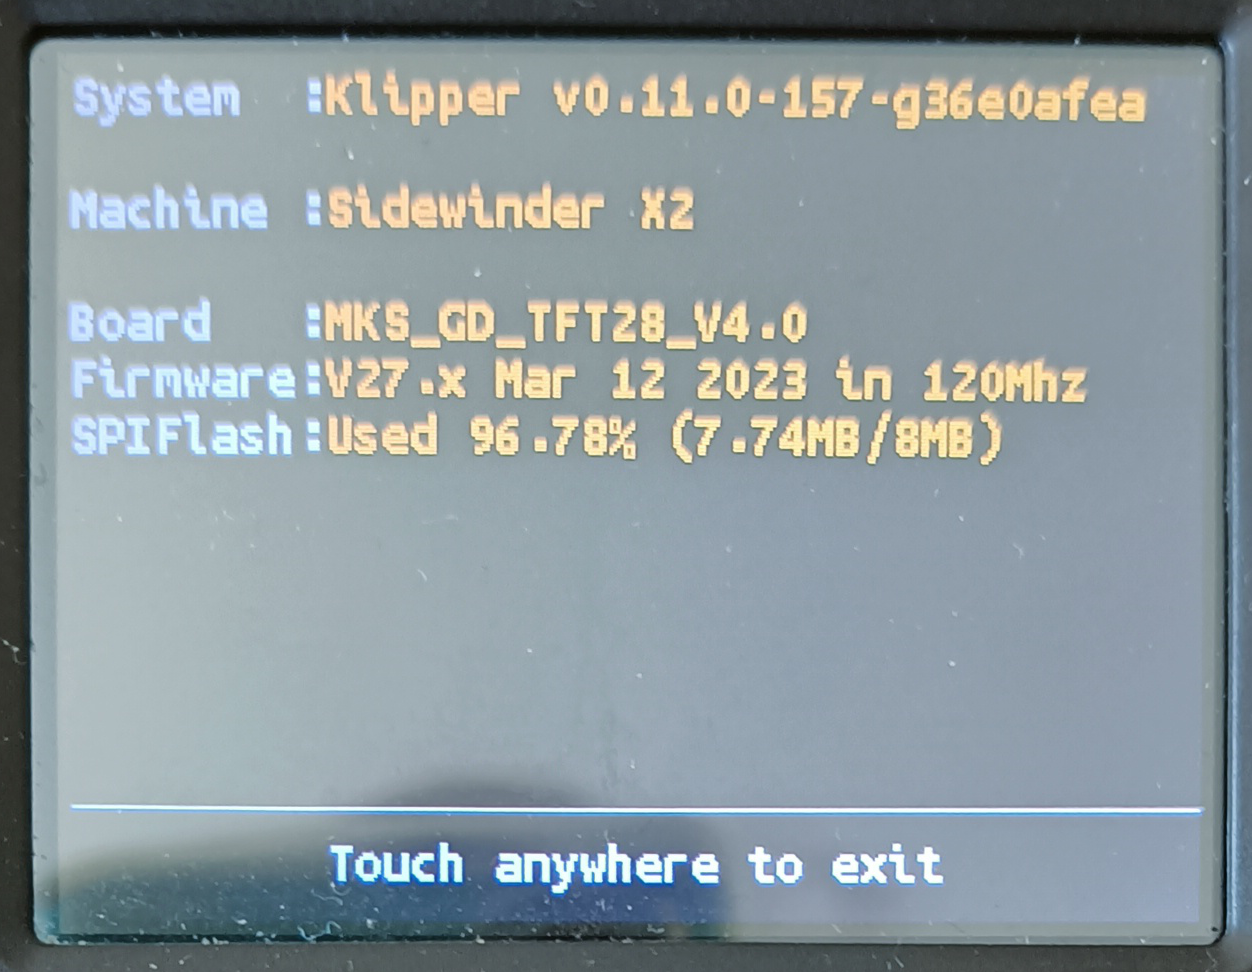 System :Klipper v0.11.0-157-g36e0afea
Machine :Sidewinder X2
Board :MKS_GD_TFT28_V4.0
Firmware:V27.x Mar 12 2023 in 120Mhz
SPIFlash:Used 96.78% (7.74MB/8MB)
Touch anywhere to exit